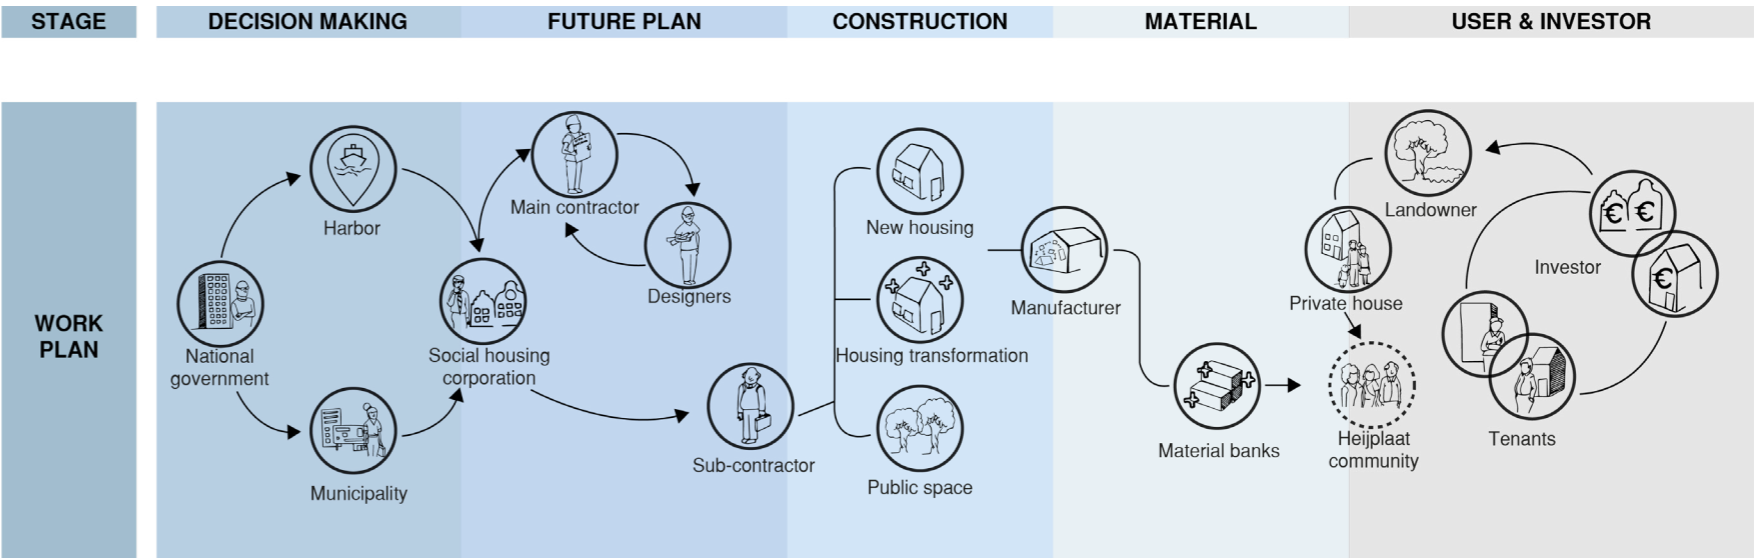 STAGE
DECISION MAKING
FUTURE PLAN
CONSTRUCTION
MATERIAL
USER & INVESTOR
WORK
PLAN
Harbor
National
government
Municipality
Social housing
corporation
Main contractor
Designers
Sub-contractor
New housing
Housing transformation
Public space
Manufacturer
Material banks
Landowner
Private house
Heijplaat
community
€ €
Investor
€
Tenants